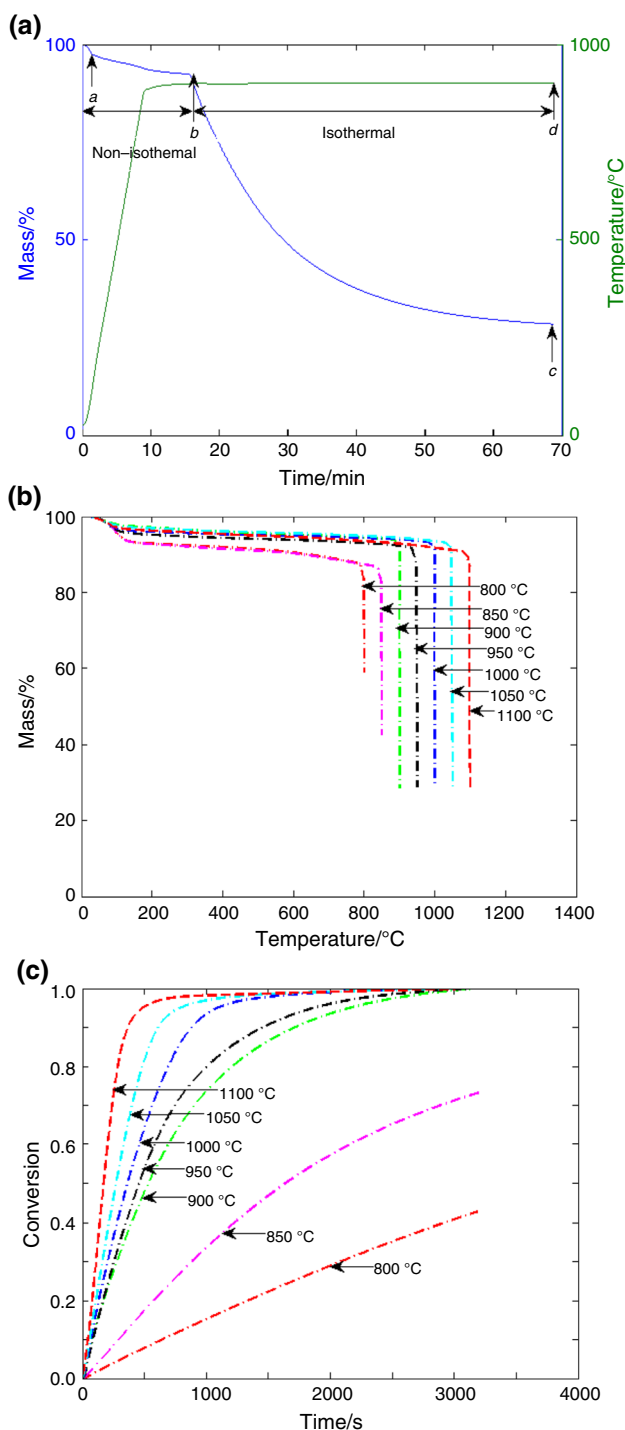 (a)
100
1000
a
b
d
Non–isothemal
Isothermal
Mass/%
Temperature/°C
50
500
c
0
0
0 10 20 30 40 50 60 70
Time/min
(b)
100
80
60
40
20
0
800 °C
850 °C
900 °C
950 °C
1000 °C
1050 °C
1100 °C
Mass/%
0 200 400 600 800 1000 1200 1400
Temperature/°C
(c)
1.0
0.8
0.6
0.4
0.2
0.0
1100 °C
1050 °C
1000 °C
950 °C
900 °C
850 °C
800 °C
Conversion
0 1000 2000 3000 4000
Time/s